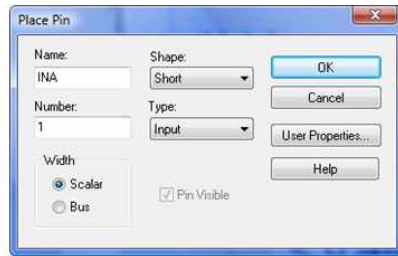 Place Pin
Name:
INA
Number:
1
Width
Scalar
Bus
Shape:
Short
Type:
Input
Pin Visible
OK
Cancel
User Properties...
Help